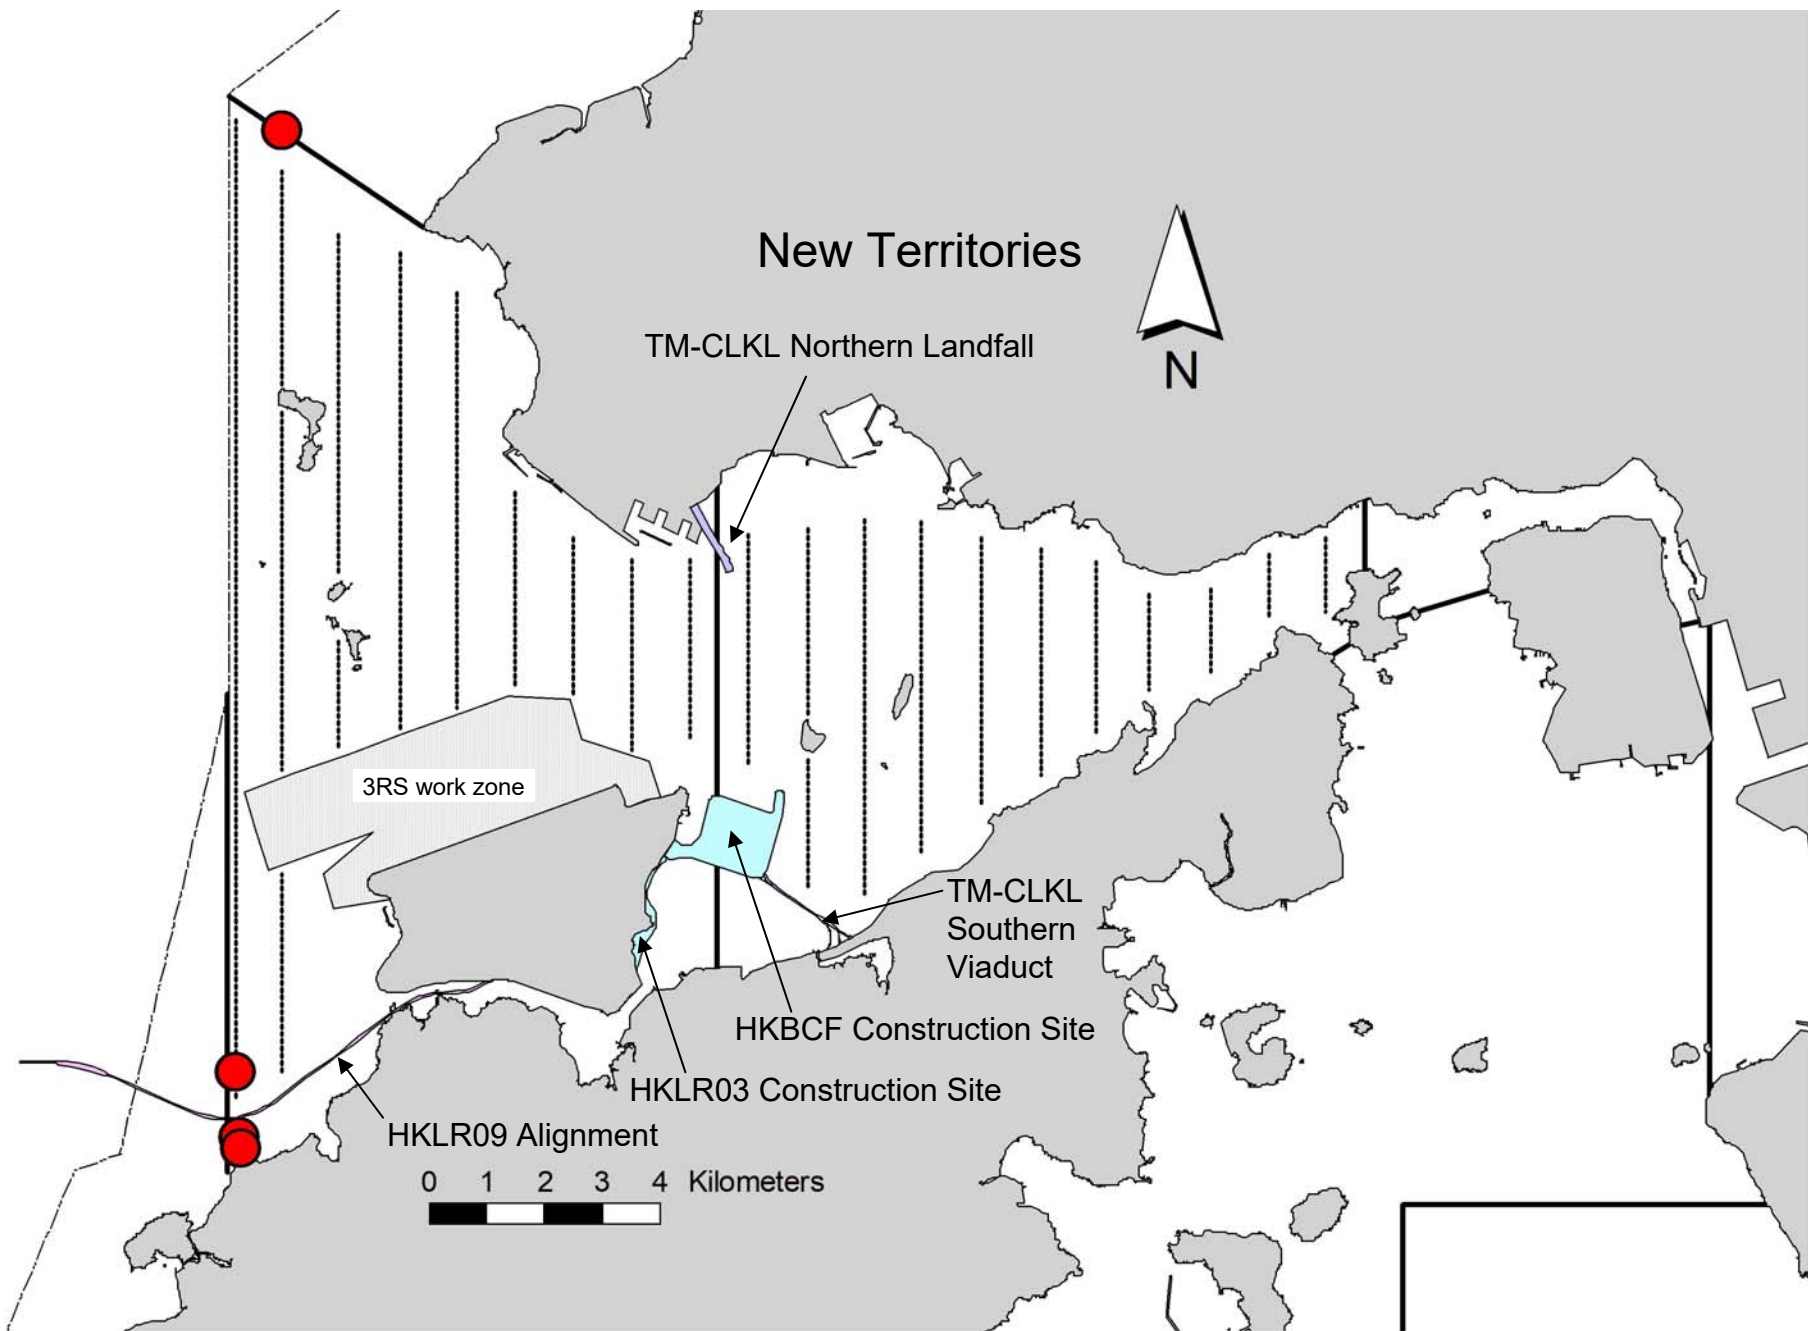 New Territories
TM-CLKL Northern Landfall
N
3RS work zone
TM-CLKL
Southern
Viaduct
HKBCF Construction Site
HKLR03 Construction Site
HKLR09 Alignment
0 1 2 3 4 Kilometers